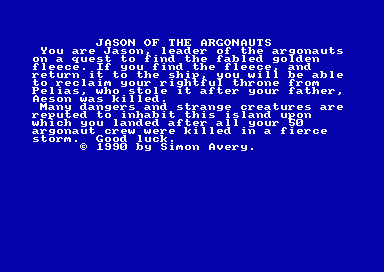 JASON OF THE ARGONAUTS
You are Jason, leader of the argonauts
on a quest to find the fabled golden
fleece. If you find the fleece, and
return it to the ship, you will be able
to reclaim your rightful throne from
Pelias, who stole it after your father,
Aeson was killed.
Many dangers and strange creatures are
reputed to inhabit this island upon
which you landed after all your 50
argonaut crew were killed in a fierce
storm.  Good luck.
© 1990 by Simon Avery.